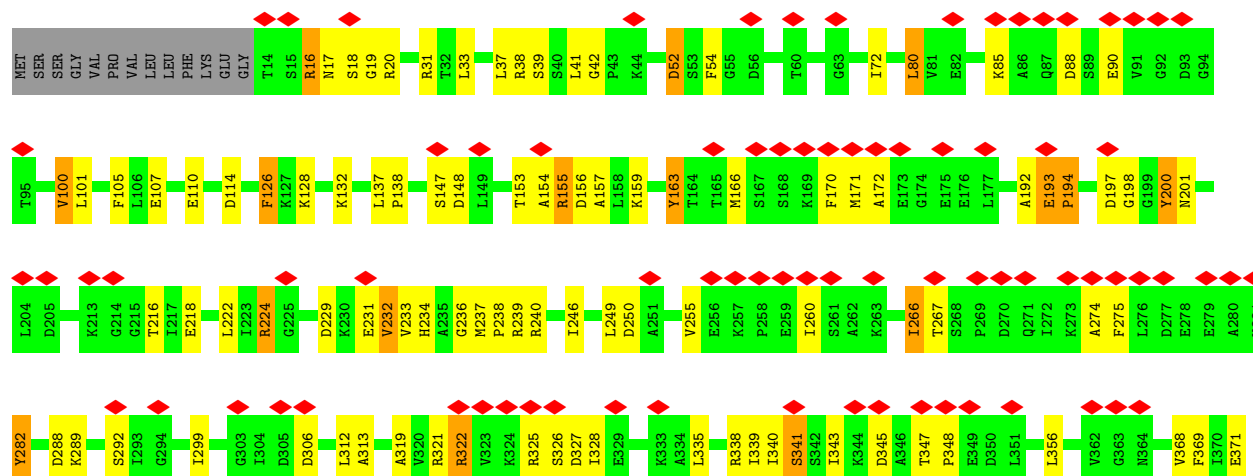 MET SER SER GLY VAL PRO VAL LEU LEU PHE LYS GLU GLY T14 S15 R16 N17 S18 G19 R20 R31 T32 L33 L37 R38 S39 S40 L41 G42 P43 K44 D52 S53 F54 G55 D56 T60 G63 I72 L80 V81 E82 K85 A86 Q87 D88 S89 E90 V91 G92 D93 G94
T95 V100 L101 F105 L106 E107 E110 D114 F126 K127 K128 K132 L137 P138 S147 D148 L149 T153 A154 R155 D156 A157 L158 K159 Y163 T164 T165 M166 S167 S168 K169 F170 M171 A172 E173 G174 E175 E176 L177 A192 E193 P194 D197 G198 G199 Y200 N201
L204 D205 K213 G214 G215 T216 I217 E218 L222 I223 R224 G225 D229 K230 E231 V232 V233 H234 A235 G236 M237 P238 R239 R240 I246 L249 D250 A251 V255 E256 K257 P258 E259 I260 S261 A262 K263 I266 T267 S268 P269 D270 Q271 I272 K273 A274 F275 L276 D277 E278 E279 A280
Y282 D288 K289 S292 I293 G294 I299 G303 I304 D305 D306 L312 A313 A319 V320 R321 R322 V323 K324 R325 S326 D327 I328 E329 K333 A334 L335 R338 I339 I340 S341 S342 I343 K344 D345 A346 T347 P348 E349 D350 L351 L356 V362 G363 N364 V368 F369 I370 E371